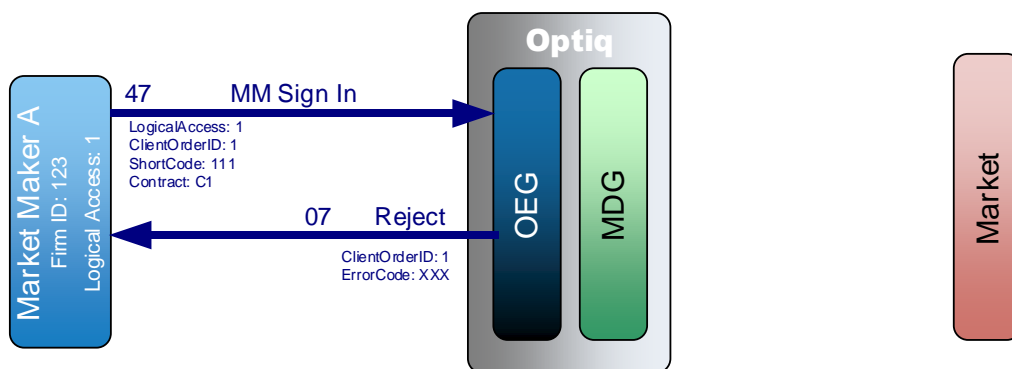 Optiq
Market Maker A
Firm ID: 123
Logical Access: 1
47 MM Sign In
LogicalAccess: 1
ClientOrderID: 1
ShortCode: 111
Contract: C1
07 Reject
ClientOrderID: 1
ErrorCode: XXX
OEG
MDG
Market